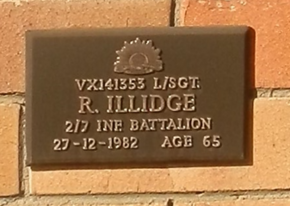 VX141353 L/SGT.
R. ILLIDGE
2/7 INF BATTALION
27-12-1982 AGE 65